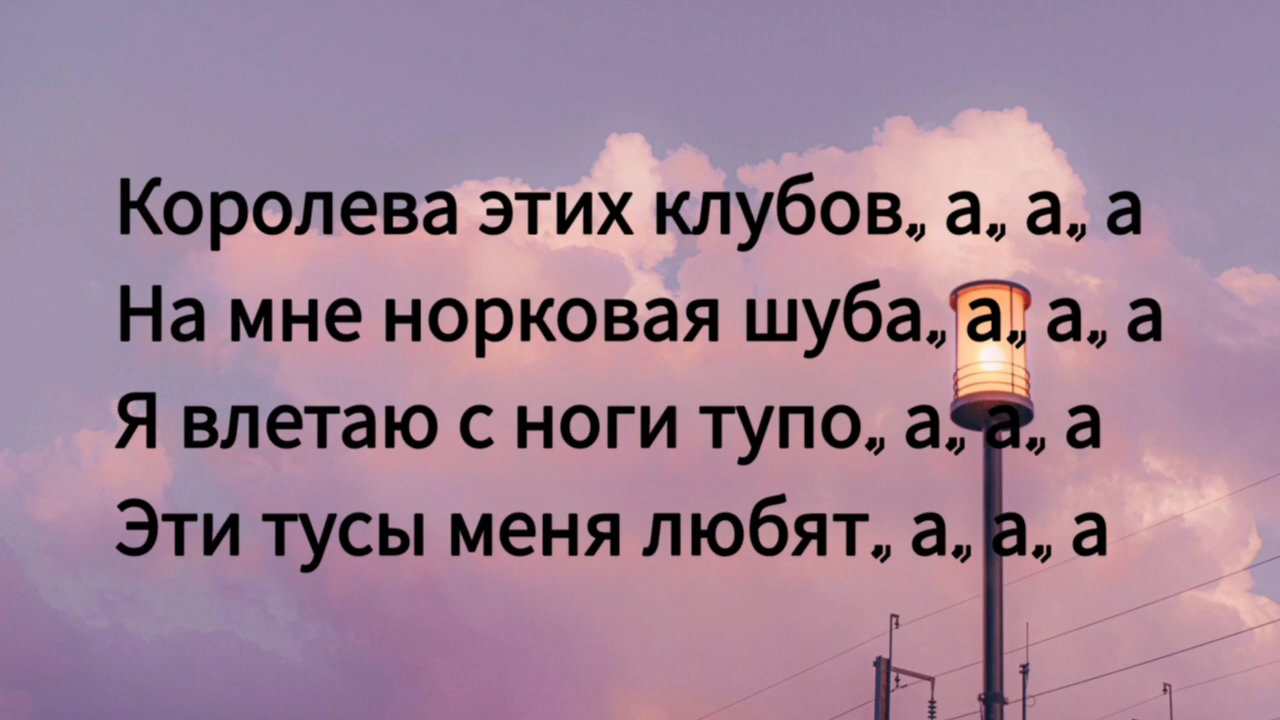 Королева этих клубов,, а,, а,, а
На мне норковая шуба,, а,, а,, а
Я влетаю с ноги тупо,, а,, а,, а
Эти тусы меня любят,, а,, а,, а